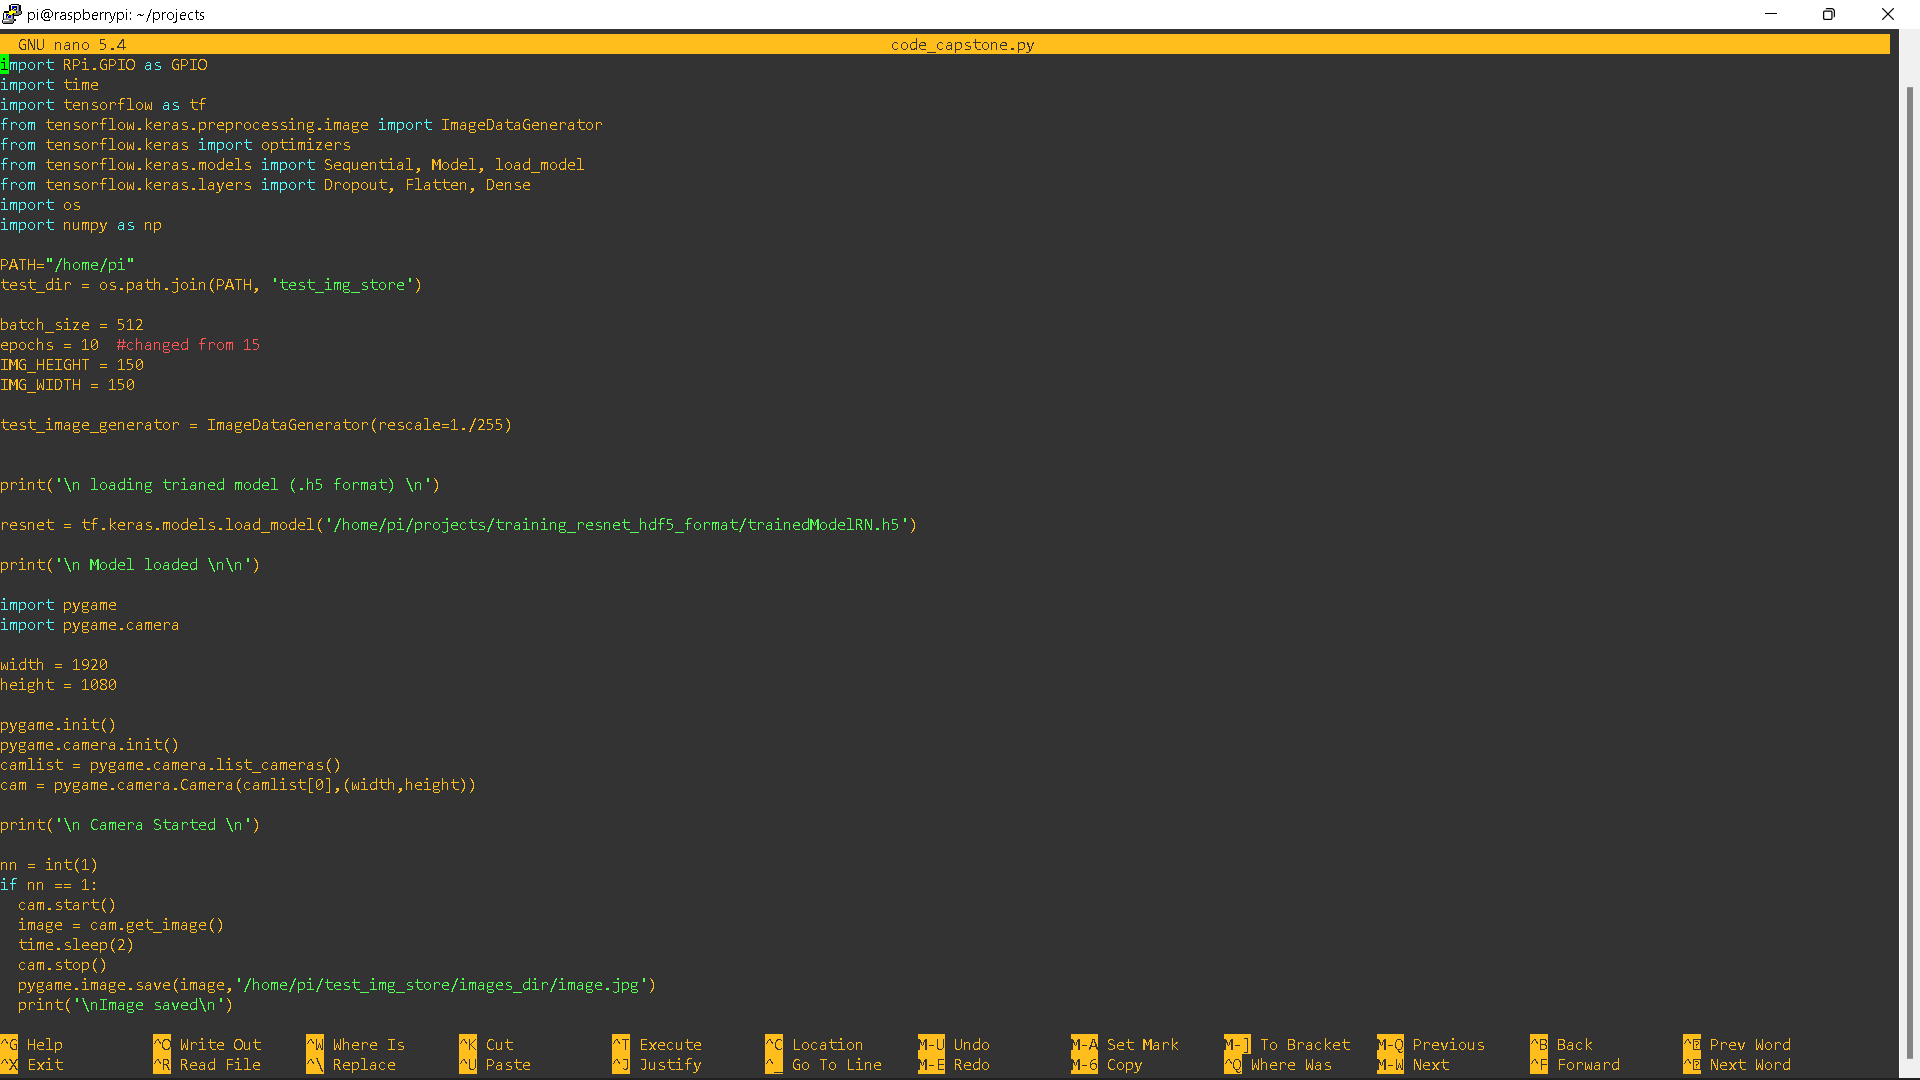 pi@raspberrypi: ~/projects
GNU nano 5.4 code_capstone.py
import RPi.GPIO as GPIO
import time
import tensorflow as tf
from tensorflow.keras.preprocessing.image import ImageDataGenerator
from tensorflow.keras import optimizers
from tensorflow.keras.models import Sequential, Model, load_model
from tensorflow.keras.layers import Dropout, Flatten, Dense
import os
import numpy as np
PATH="/home/pi"
test_dir = os.path.join(PATH, 'test_img_store')
batch_size = 512
epochs = 10  #changed from 15
IMG_HEIGHT = 150
IMG_WIDTH = 150
test_image_generator = ImageDataGenerator(rescale=1./255)
print('\n loading trianed model (.h5 format) \n')
resnet = tf.keras.models.load_model('/home/pi/projects/training_resnet_hdf5_format/trainedModelRN.h5')
print('\n Model loaded \n\n')
import pygame
import pygame.camera
width = 1920
height = 1080
pygame.init()
pygame.camera.init()
camlist = pygame.camera.list_cameras()
cam = pygame.camera.Camera(camlist[0],(width,height))
print('\n Camera Started \n')
nn = int(1)
if nn == 1:
  cam.start()
  image = cam.get_image()
  time.sleep(2)
  cam.stop()
  pygame.image.save(image,'/home/pi/test_img_store/images_dir/image.jpg')
  print('\nImage saved\n')
^G Help ^O Write Out ^W Where Is ^K Cut ^T Execute ^C Location M-U Undo M-A Set Mark M-] To Bracket M-Q Previous ^B Back Prev Word
^X Exit ^R Read File ^\ Replace ^U Paste ^J Justify ^_ Go To Line M-E Redo M-6 Copy ^Q Where Was M-W Next ^F Forward Next Word